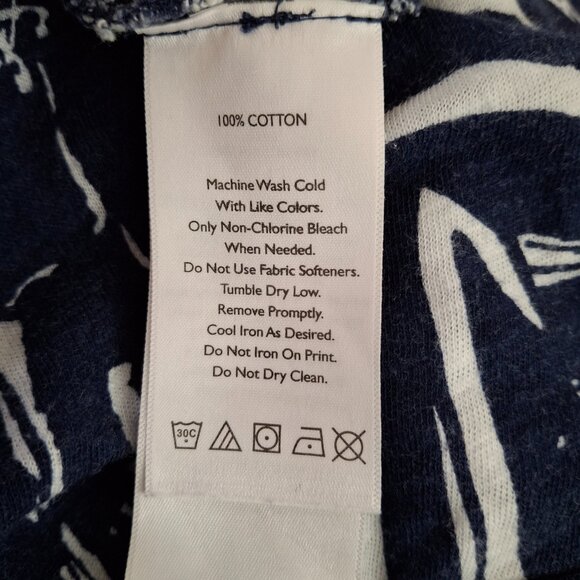 100% COTTON
Machine Wash Cold
With Like Colors.
Only Non-Chlorine Bleach
When Needed.
Do Not Use Fabric Softeners.
Tumble Dry Low.
Remove Promptly.
Cool Iron As Desired.
Do Not Iron On Print.
Do Not Dry Clean.
30C